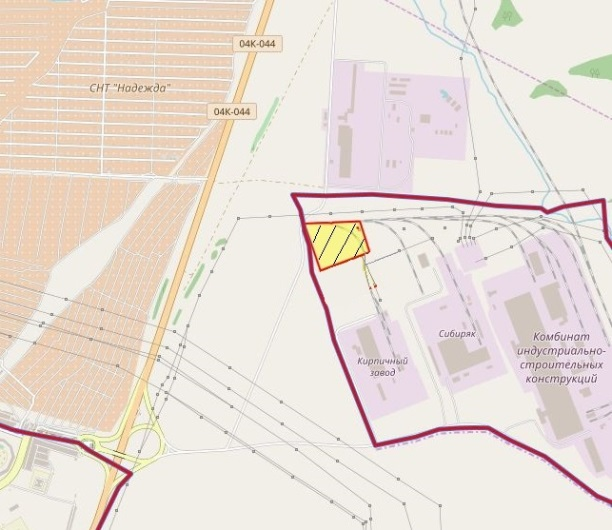 04К-044
СНТ "Надежда"
04К-044
Сибиряк
Кирпичный
завод
Комбинат
индустриально-
строительных
конструкций